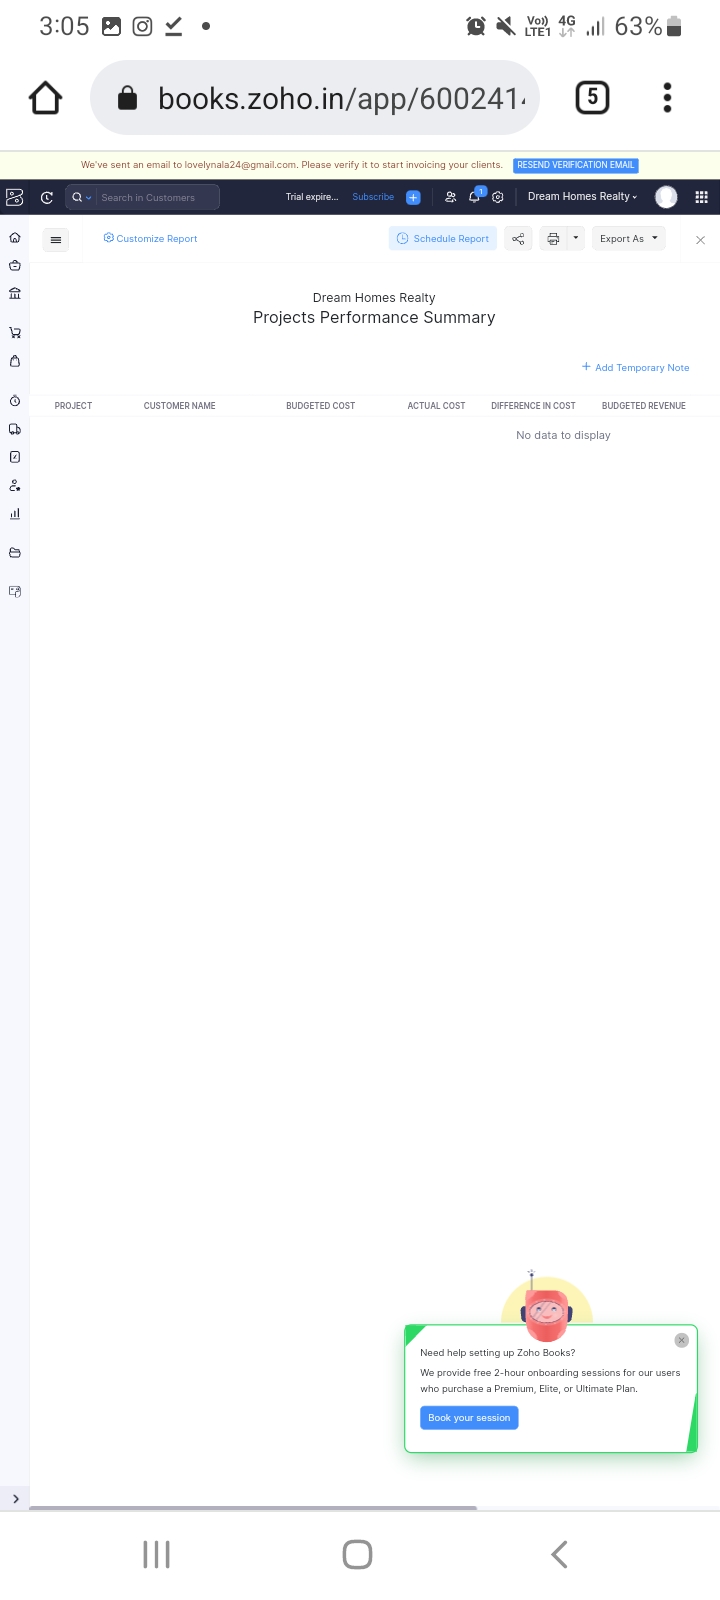 3:05
Vo))
LTE1
4G
63%
books.zoho.in/app/600241
5
We've sent an email to lovelynala24@gmail.com. Please verify it to start invoicing your clients. RESEND VERIFICATION EMAIL
Search in Customers
Trial expire...
Subscribe
1
Dream Homes Realty
Customize Report
Schedule Report
Export As
Dream Homes Realty
Projects Performance Summary
+ Add Temporary Note
PROJECT CUSTOMER NAME BUDGETED COST ACTUAL COST DIFFERENCE IN COST BUDGETED REVENUE
No data to display
Need help setting up Zoho Books?
We provide free 2-hour onboarding sessions for our users
who purchase a Premium, Elite, or Ultimate Plan.
Book your session